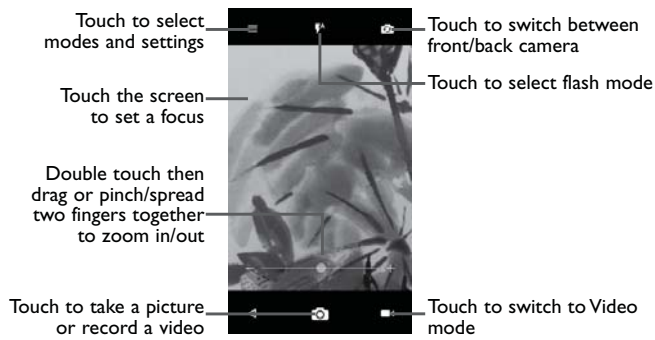 Touch to select
modes and settings
Touch to switch between
front/back camera
Touch to select flash mode
Touch the screen
to set a focus
Double touch then
drag or pinch/spread
two fingers together
to zoom in/out
Touch to take a picture
or record a video
Touch to switch to Video
mode